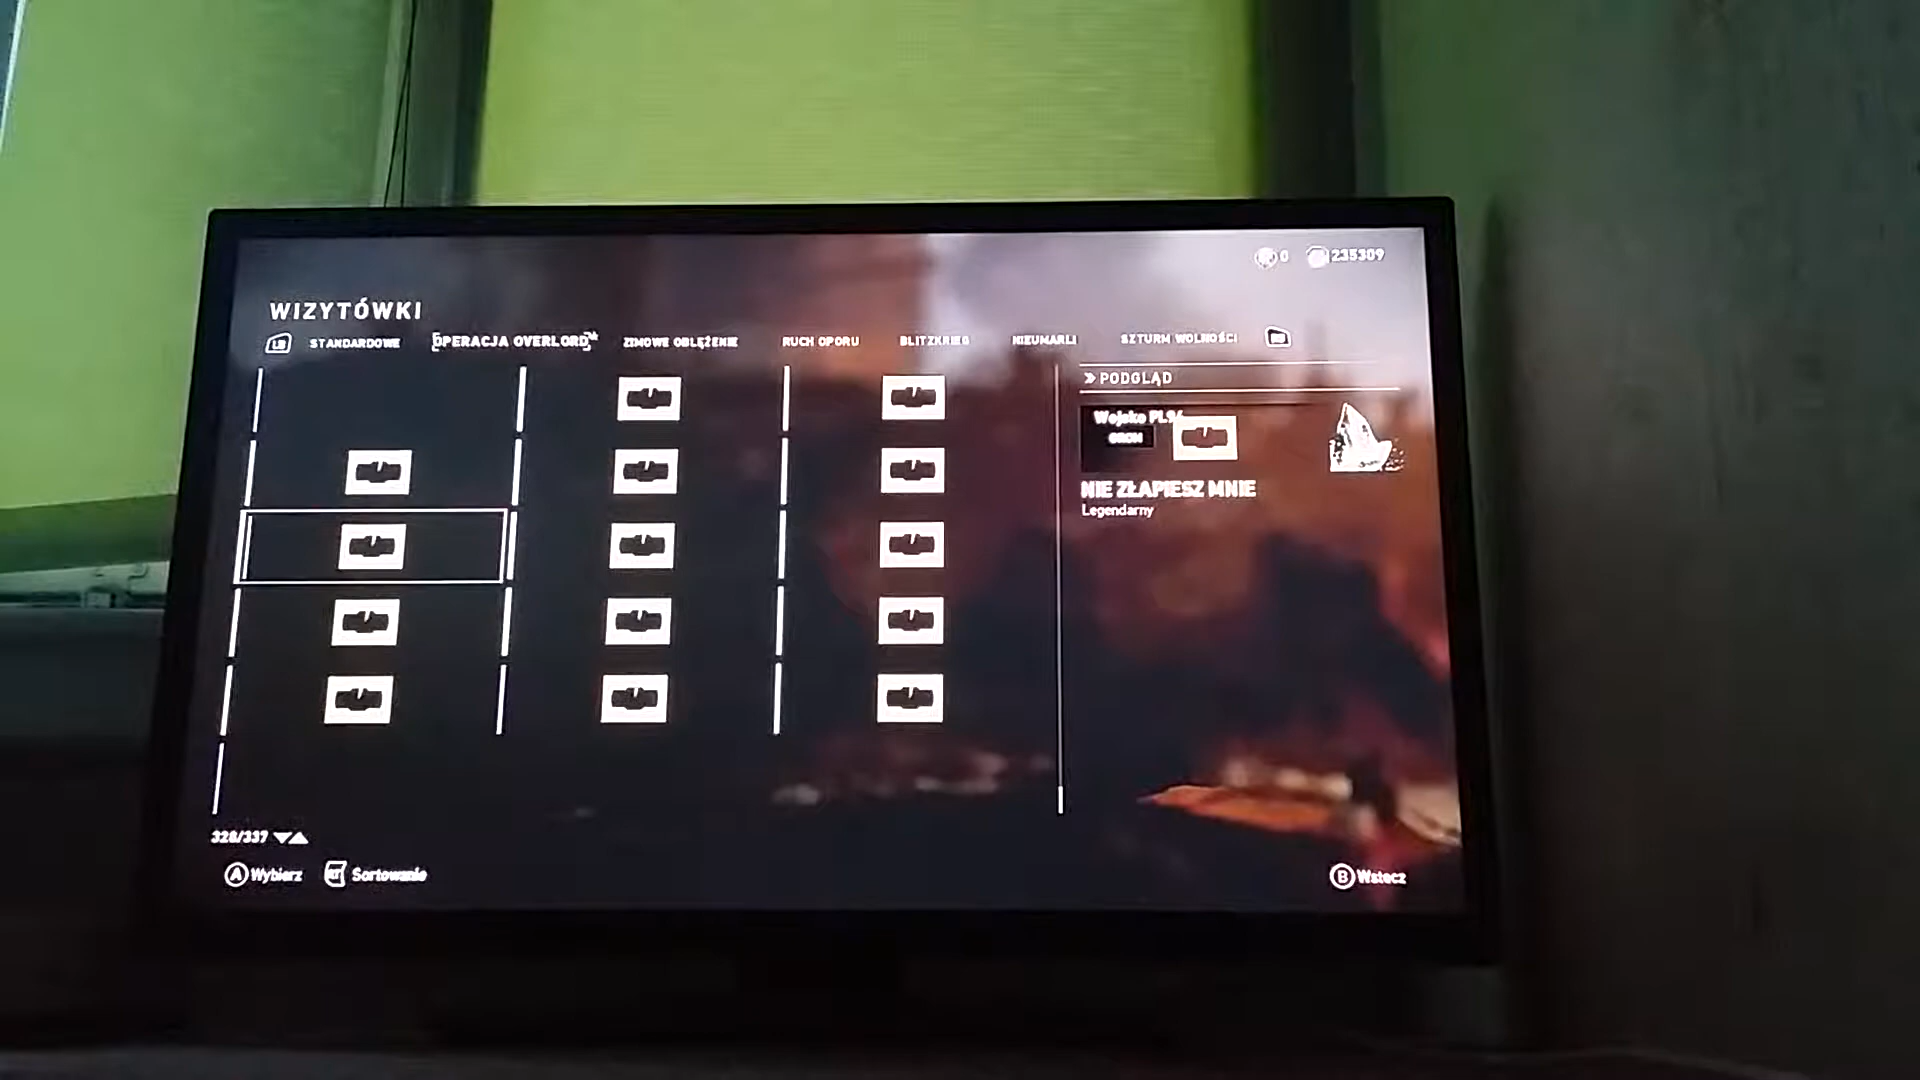 0 235309
WIZYTÓWKI
LB STANDARDOWE OPERACJA OVERLORD* ZIMOWE OBLĘŻENIE RUCH OPORU BLITZKRIEG NIEUMARLI SZTURM WOLNOŚCI RB
» PODGLĄD
NIE ZŁAPIESZ MNIE
Legendarny
328/337
A Wybierz Sortowanie
B Wstecz